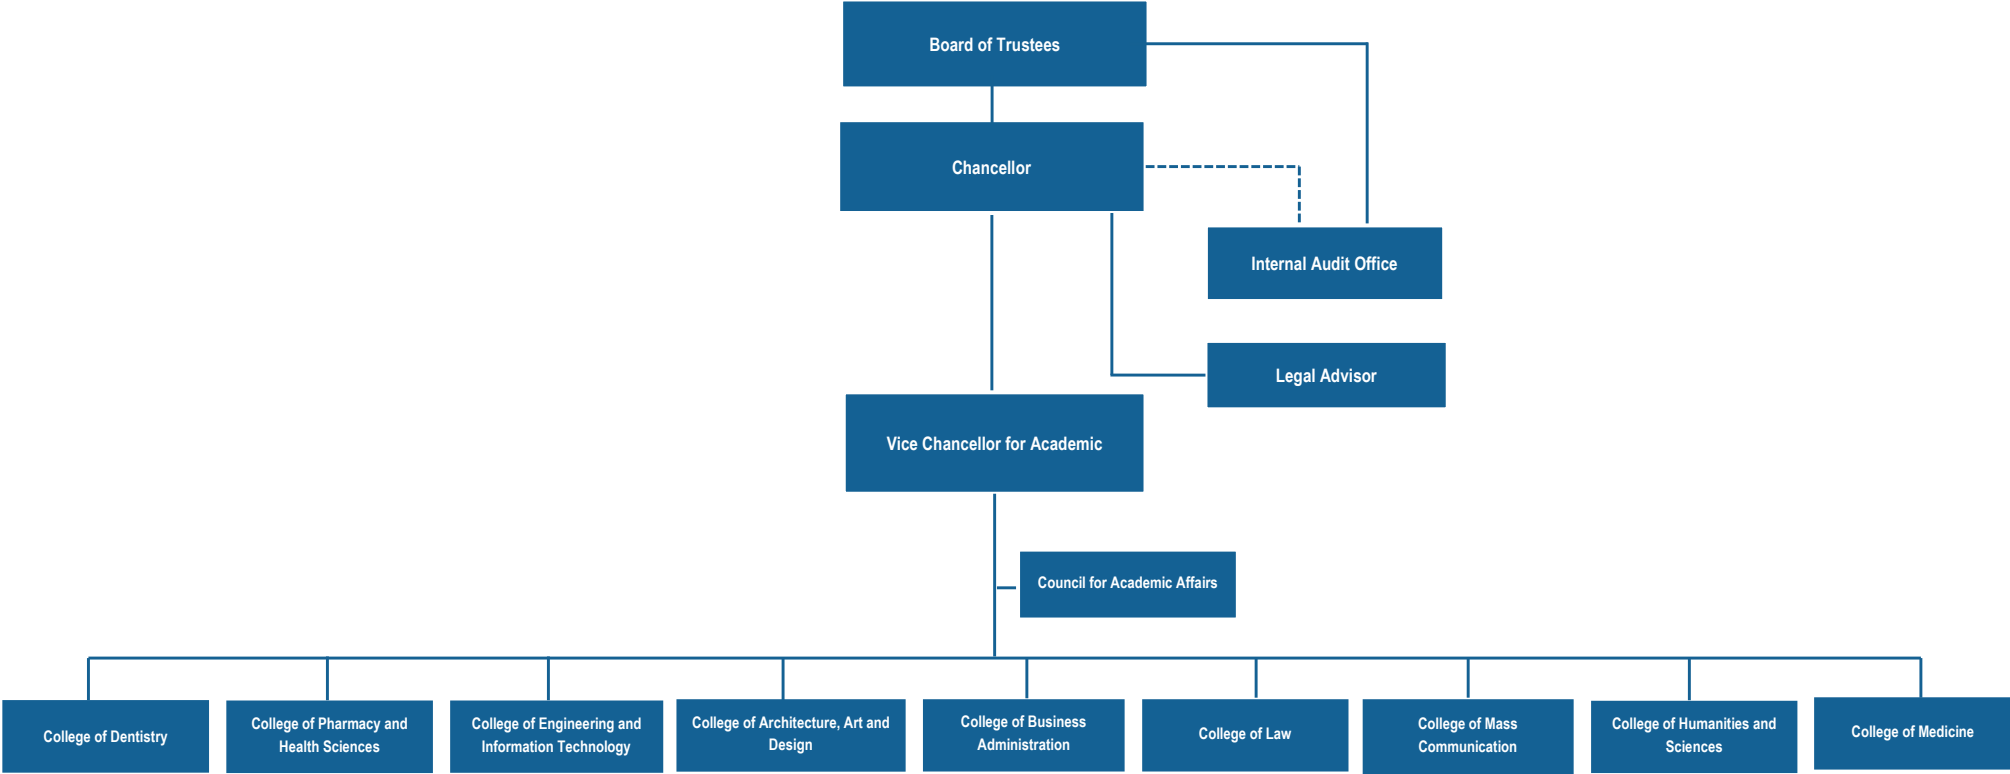 Board of Trustees
Chancellor
Internal Audit Office
Legal Advisor
Vice Chancellor for Academic
Council for Academic Affairs
College of Dentistry
College of Pharmacy and
Health Sciences
College of Engineering and
Information Technology
College of Architecture, Art and
Design
College of Business
Administration
College of Law
College of Mass
Communication
College of Humanities and
Sciences
College of Medicine